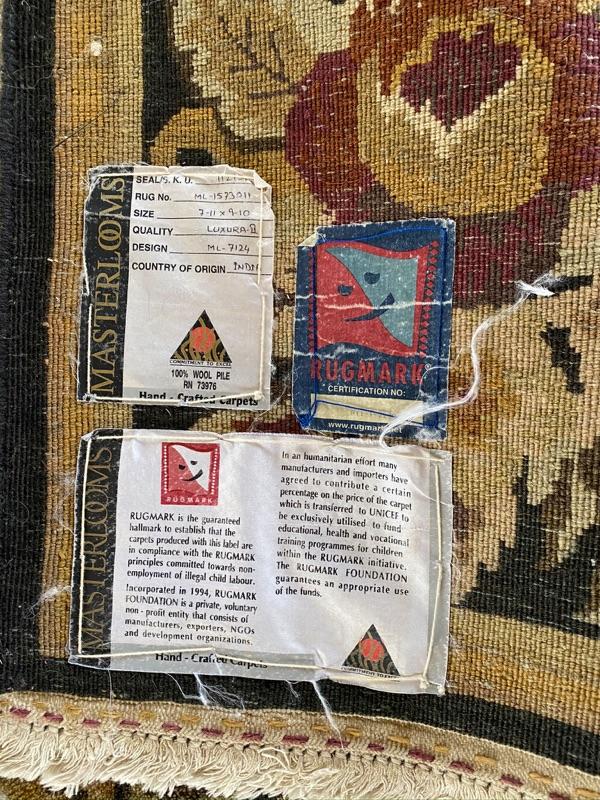 MASTERLOOMS
SEAL/S. K. U.
RUG No. ML-1573011
SIZE 7-11 x 9-10
QUALITY LUXURA-II
DESIGN ML-7124
COUNTRY OF ORIGIN INDI
COMMITMENT TO EXCEL
100% WOOL PILE
RN 73976
Hand - Crafted Carpets
RUGMARK®
CERTIFICATION NO:
MASTERLOOMS
RUGMARK
RUGMARK is the guaranteed
hallmark to establish that the
carpets produced with this label are
in compliance with the RUGMARK
principles committed towards non-
employment of illegal child labour.
Incorporated in 1994, RUGMARK
FOUNDATION is a private, voluntary
non - profit entity that consists of
manufacturers, exporters, NGOs
and development organizations.
Hand - Crafted Carpets
In an humanitarian effort many
manufacturers and importers have
agreed to contribute a certain
percentage on the price of the carpet
which is transferred to UNICEF to
be exclusively utilised to fund
educational, health and vocational
training programmes for children
within the RUGMARK initiative.
The RUGMARK FOUNDATION
guarantees an appropriate use
of the funds.